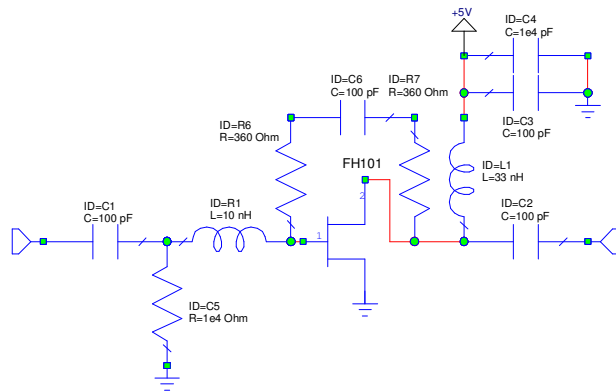 +5V
ID=C4
C=1e4 pF
ID=C6
C=100 pF
ID=R7
R=360 Ohm
ID=R6
R=360 Ohm
ID=C3
C=100 pF
FH101
ID=L1
L=33 nH
2
ID=C1
C=100 pF
ID=R1
L=10 nH
ID=C2
C=100 pF
1
ID=C5
R=1e4 Ohm